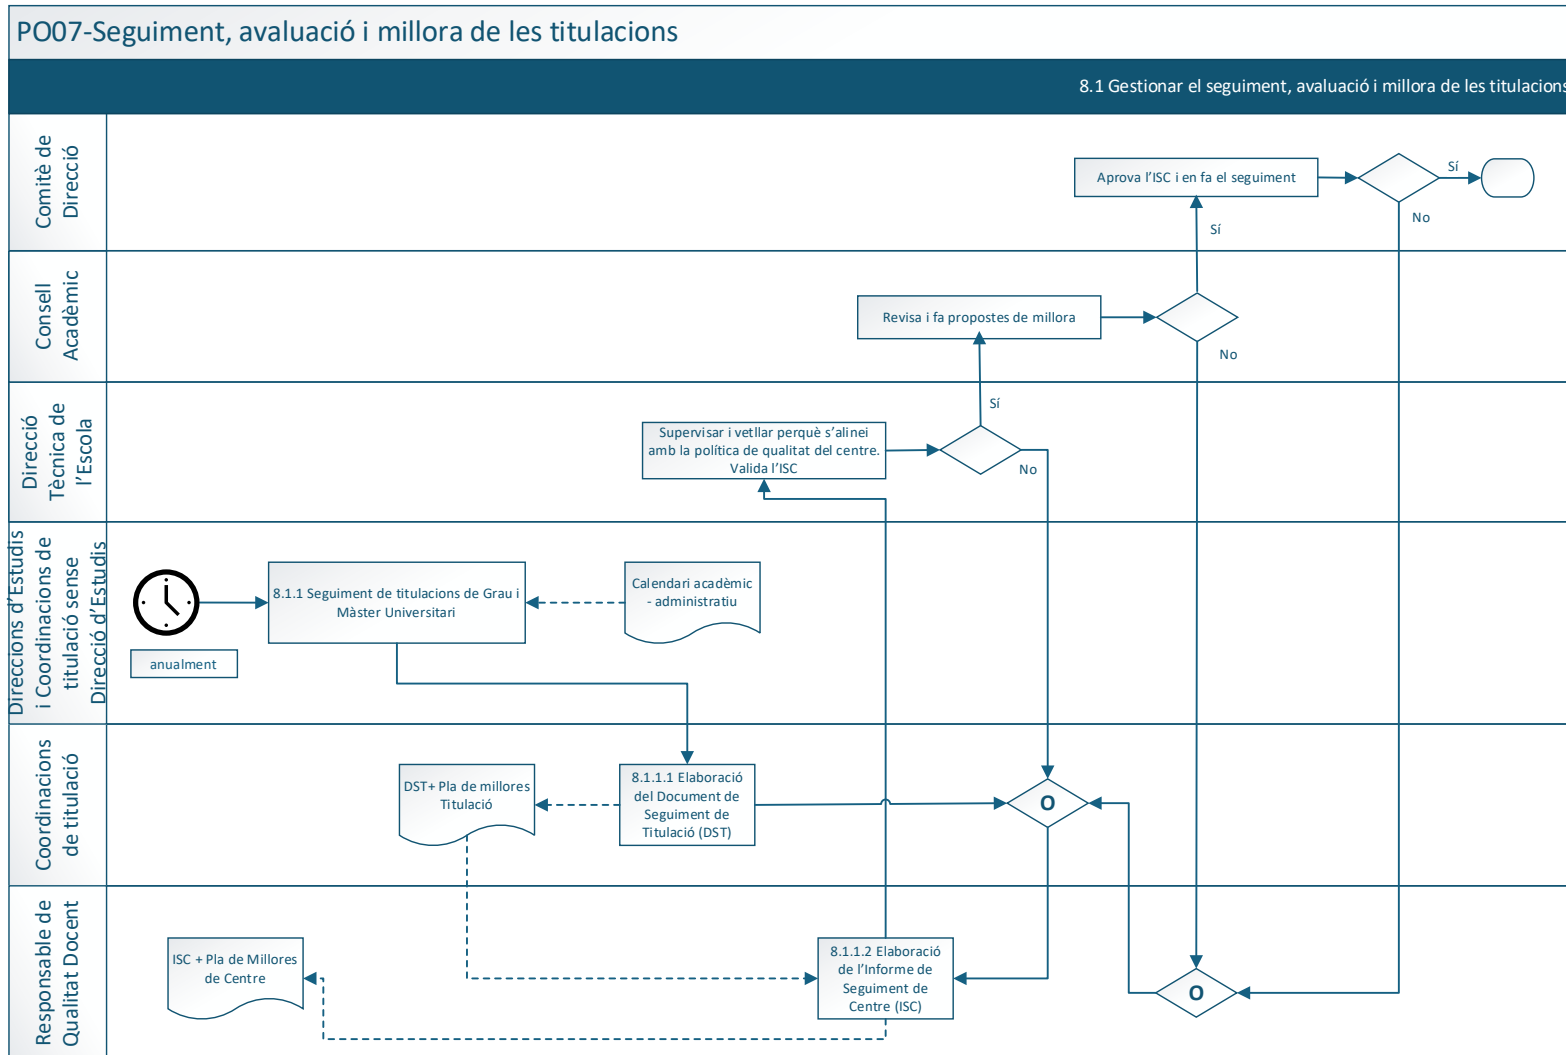 PO07-Seguiment, avaluació i millora de les titulacions
8.1 Gestionar el seguiment, avaluació i millora de les titulacions
Comitè de
Direcció
Aprova l’ISC i en fa el seguiment
Sí
No
Sí
Consell
Acadèmic
Revisa i fa propostes de millora
No
Sí
Direcció
Tècnica de
l’Escola
Supervisar i vetllar perquè s’alinei
amb la política de qualitat del centre.
Valida l’ISC
No
Direccions d’Estudis
i Coordinacions de
titulació sense
Direcció d’Estudis
8.1.1 Seguiment de titulacions de Grau i
Màster Universitari
Calendari acadèmic
- administratiu
anualment
Coordinacions
de titulació
DST+ Pla de millores
Titulació
8.1.1.1 Elaboració
del Document de
Seguiment de
Titulació (DST)
O
Responsable de
Qualitat Docent
ISC + Pla de Millores
de Centre
8.1.1.2 Elaboració
de l’Informe de
Seguiment de
Centre (ISC)
O